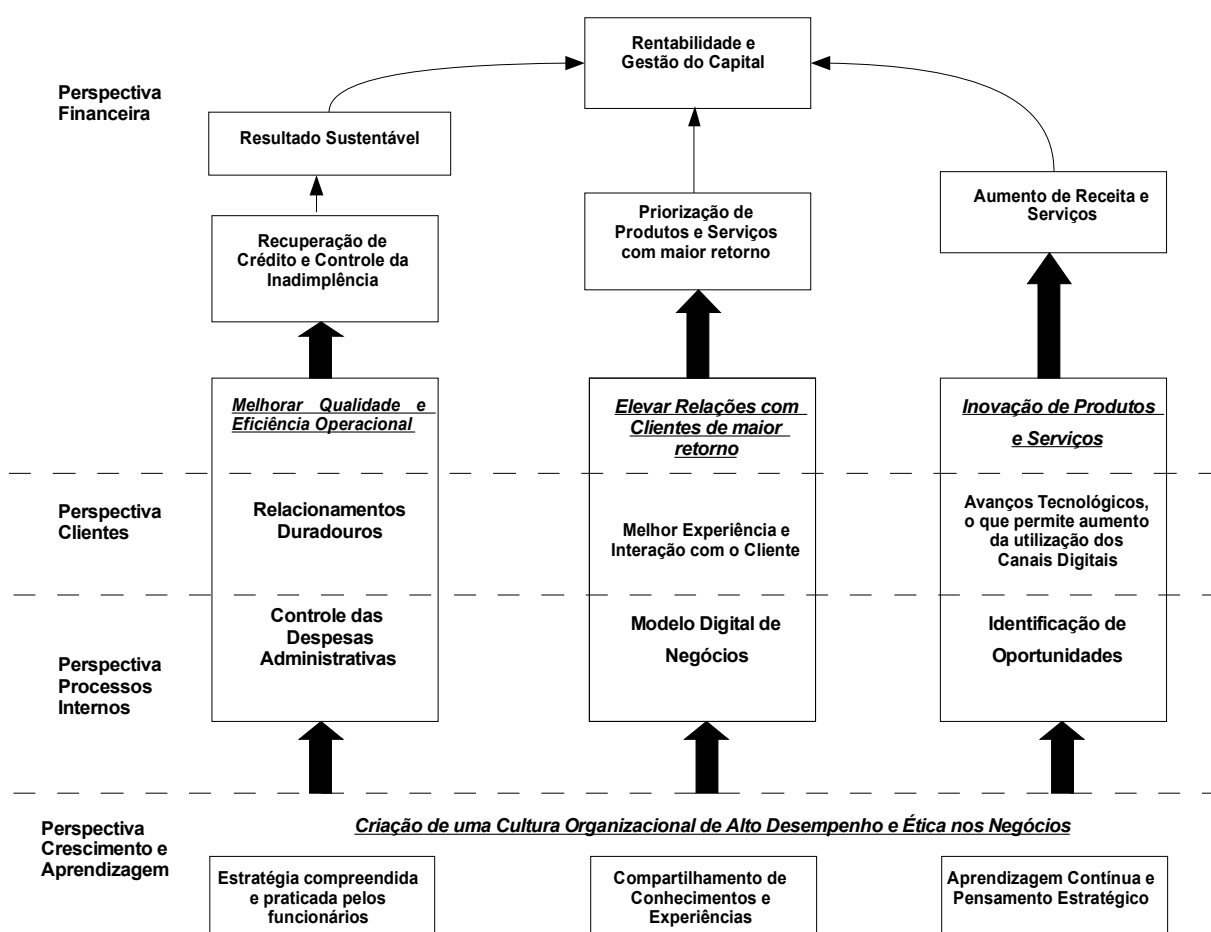 Rentabilidade e
Gestão do Capital
Perspectiva
Financeira
Resultado Sustentável
Aumento de Receita e
Serviços
Priorização de
Produtos e Serviços
com maior retorno
Recuperação de
Crédito e Controle da
Inadimplência
Melhorar Qualidade e
Eficiência Operacional
Elevar Relações com
Clientes de maior
retorno
Inovação de Produtos
e Serviços
Perspectiva
Clientes
Relacionamentos
Duradouros
Melhor Experiência e
Interação com o Cliente
Avanços Tecnológicos,
o que permite aumento
da utilização dos
Canais Digitais
Perspectiva
Processos
Internos
Controle das
Despesas
Administrativas
Modelo Digital de
Negócios
Identificação de
Oportunidades
Perspectiva
Crescimento e
Aprendizagem
Criação de uma Cultura Organizacional de Alto Desempenho e Ética nos Negócios
Estratégia compreendida
e praticada pelos
funcionários
Compartilhamento de
Conhecimentos e
Experiências
Aprendizagem Contínua e
Pensamento Estratégico